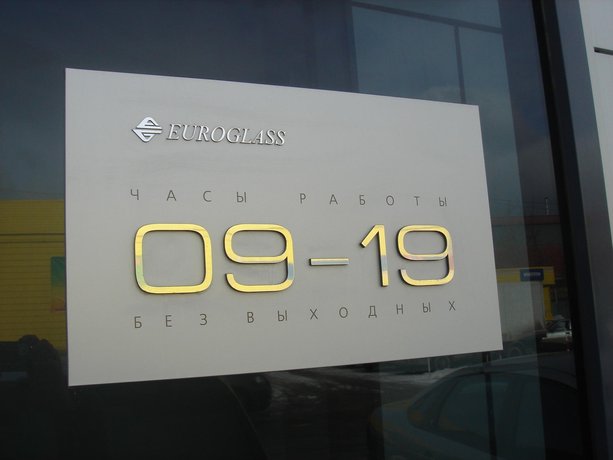 EUROGLASS
ЧАСЫ РАБОТЫ
09-19
БЕЗ ВЫХОДНЫХ